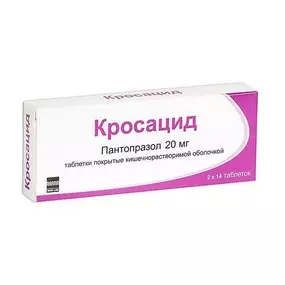 Кросацид
Пантопразол 20 мг
таблетки покрытые кишечнорастворимой оболочкой
2 x 14 таблеток